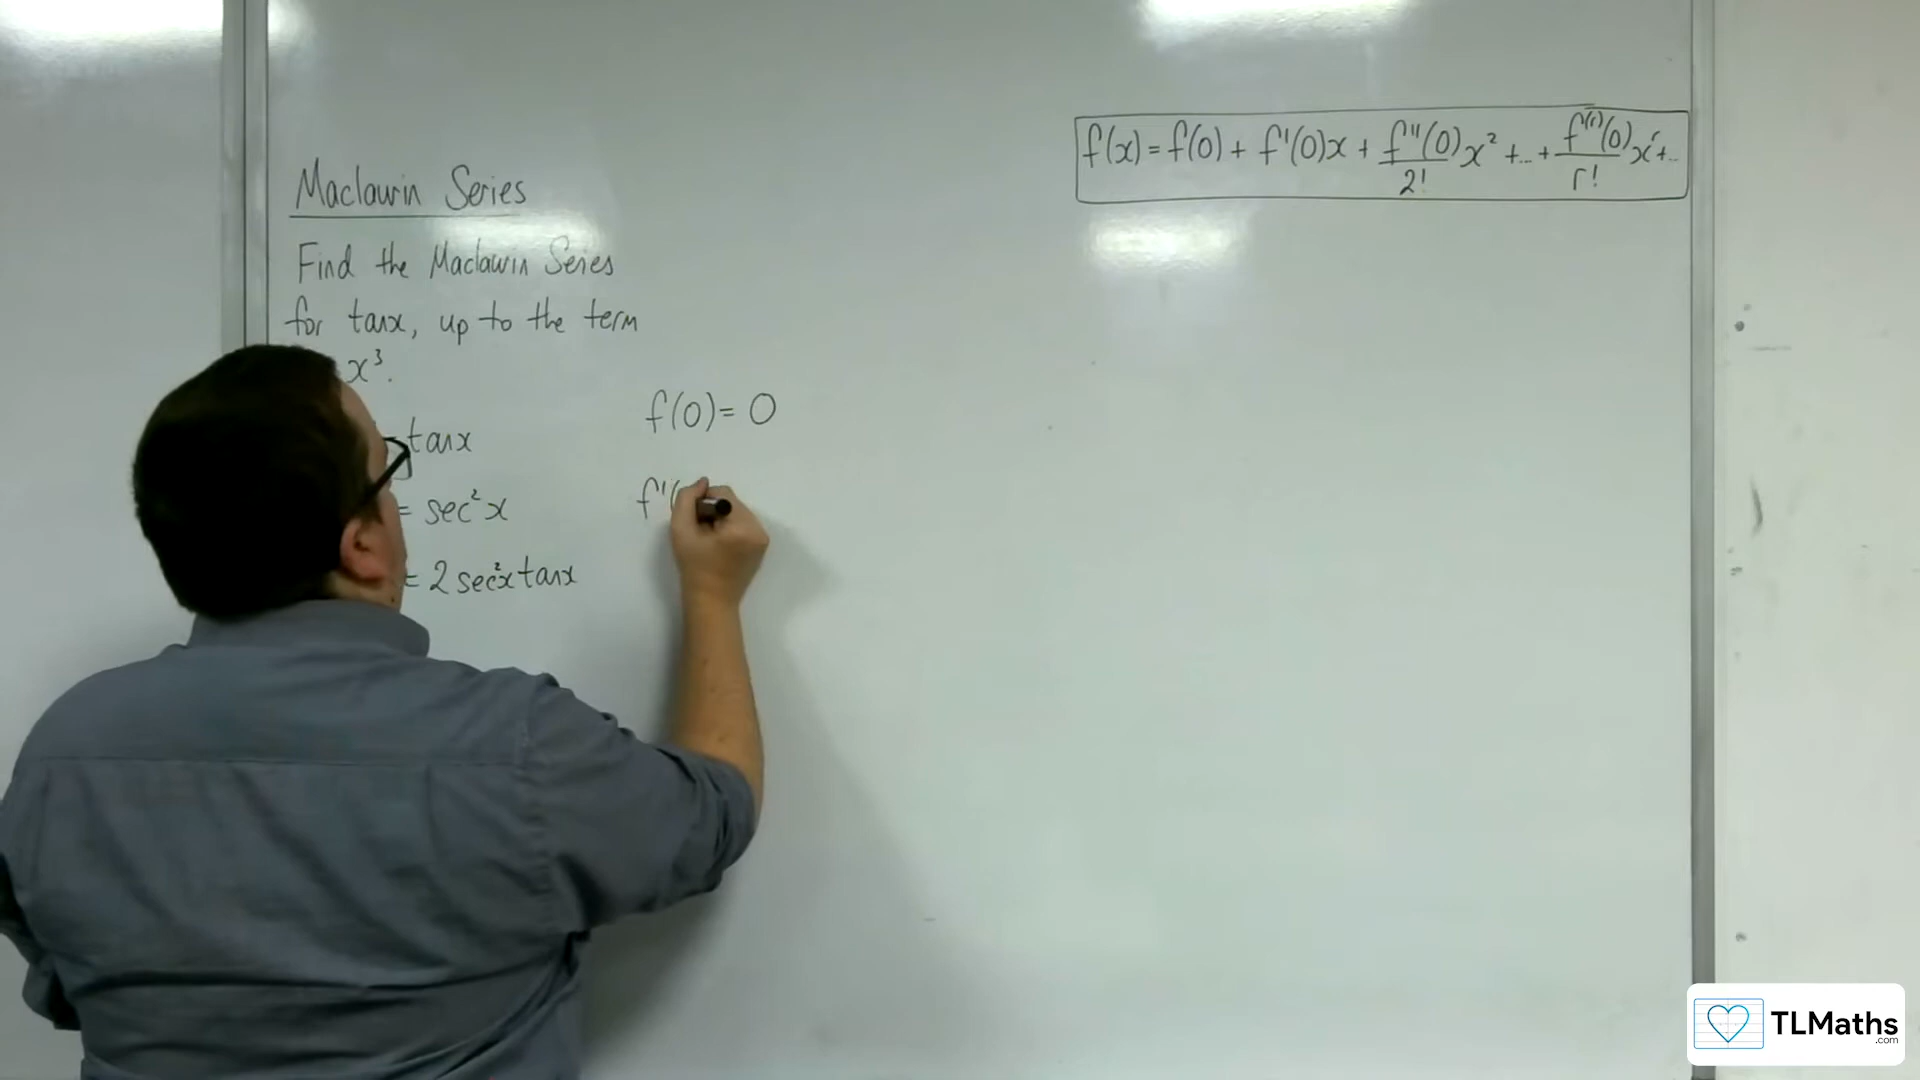 Maclaurin Series
Find the Maclaurin Series
for tanx, up to the term
x³.
tanx
= sec²x
= 2 sec²x tanx
f(0) = 0
f'(
f(x) = f(0) + f'(0)x + f''(0)/2! x² + ... + f⁽ʳ⁾(0)/r! xʳ + ...
TLMaths
.com